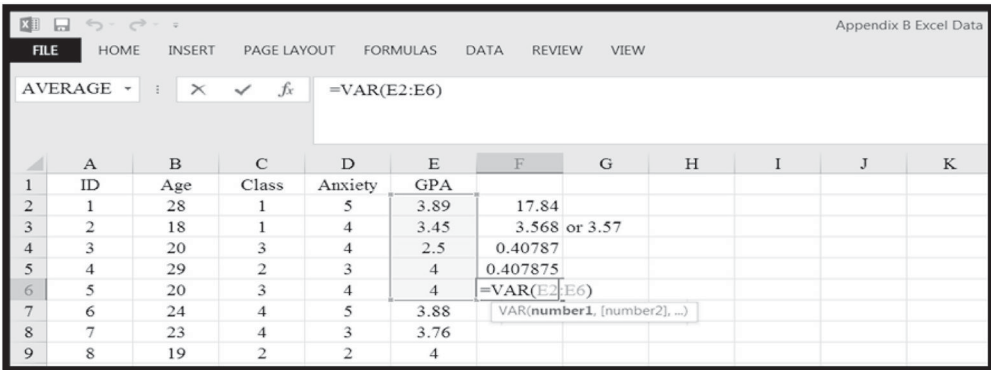 Appendix B Excel Data
FILE HOME INSERT PAGE LAYOUT FORMULAS DATA REVIEW VIEW
AVERAGE fx =VAR(E2:E6)
A B C D E F G H I J K
1 ID Age Class Anxiety GPA
2 1 28 1 5 3.89 17.84
3 2 18 1 4 3.45 3.568 or 3.57
4 3 20 3 4 2.5 0.40787
5 4 29 2 3 4 0.407875
6 5 20 3 4 4 =VAR(E2:E6)
7 6 24 4 5 3.88 VAR(number1, [number2], ...)
8 7 23 4 3 3.76
9 8 19 2 2 4